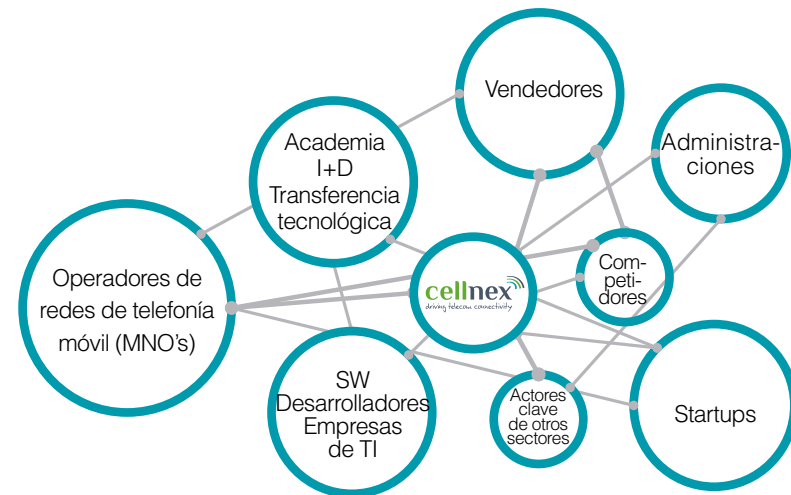 Vendedores
Academia
I+D
Transferencia
tecnológica
Administra-
ciones
Operadores de
redes de telefonía
móvil (MNO's)
cellnex
driving telecom connectivity
Com-
peti-
dores
SW
Desarrolladores
Empresas
de TI
Actores
clave
de otros
sectores
Startups